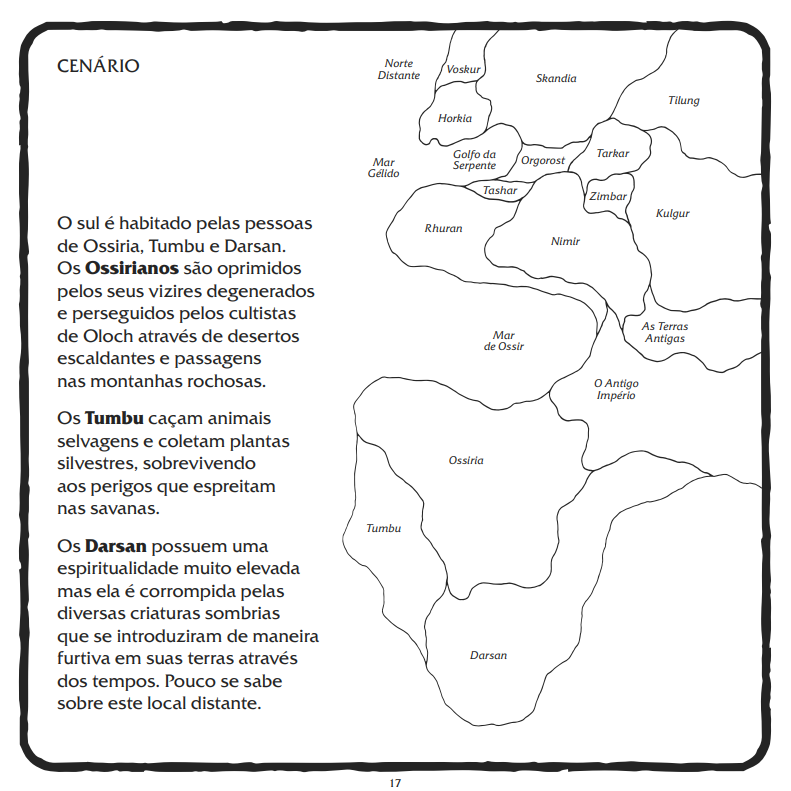 CENÁRIO
O sul é habitado pelas pessoas
de Ossiria, Tumbu e Darsan.
Os Ossirianos são oprimidos
pelos seus vizires degenerados
e perseguidos pelos cultistas
de Oloch através de desertos
escaldantes e passagens
nas montanhas rochosas.
Os Tumbu caçam animais
selvagens e coletam plantas
silvestres, sobrevivendo
aos perigos que espreitam
nas savanas.
Os Darsan possuem uma
espiritualidade muito elevada
mas ela é corrompida pelas
diversas criaturas sombrias
que se introduziram de maneira
furtiva em suas terras através
dos tempos. Pouco se sabe
sobre este local distante.
Norte
Distante
Voskur
Skandia
Tilung
Horkia
Mar
Gélido
Golfo da
Serpente
Orgorost
Tarkar
Tashar
Zimbar
Kulgur
Rhuran
Nimir
Mar
de Ossir
As Terras
Antigas
O Antigo
Império
Ossiria
Tumbu
Darsan
17